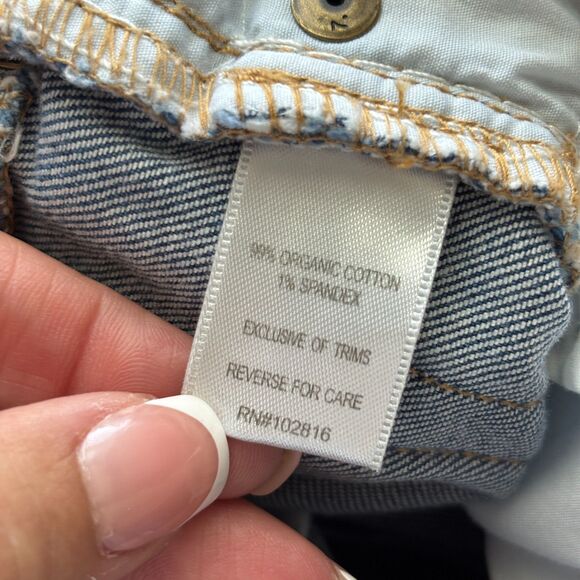 99% ORGANIC COTTON
1% SPANDEX
EXCLUSIVE OF TRIMS
REVERSE FOR CARE
RN#102816